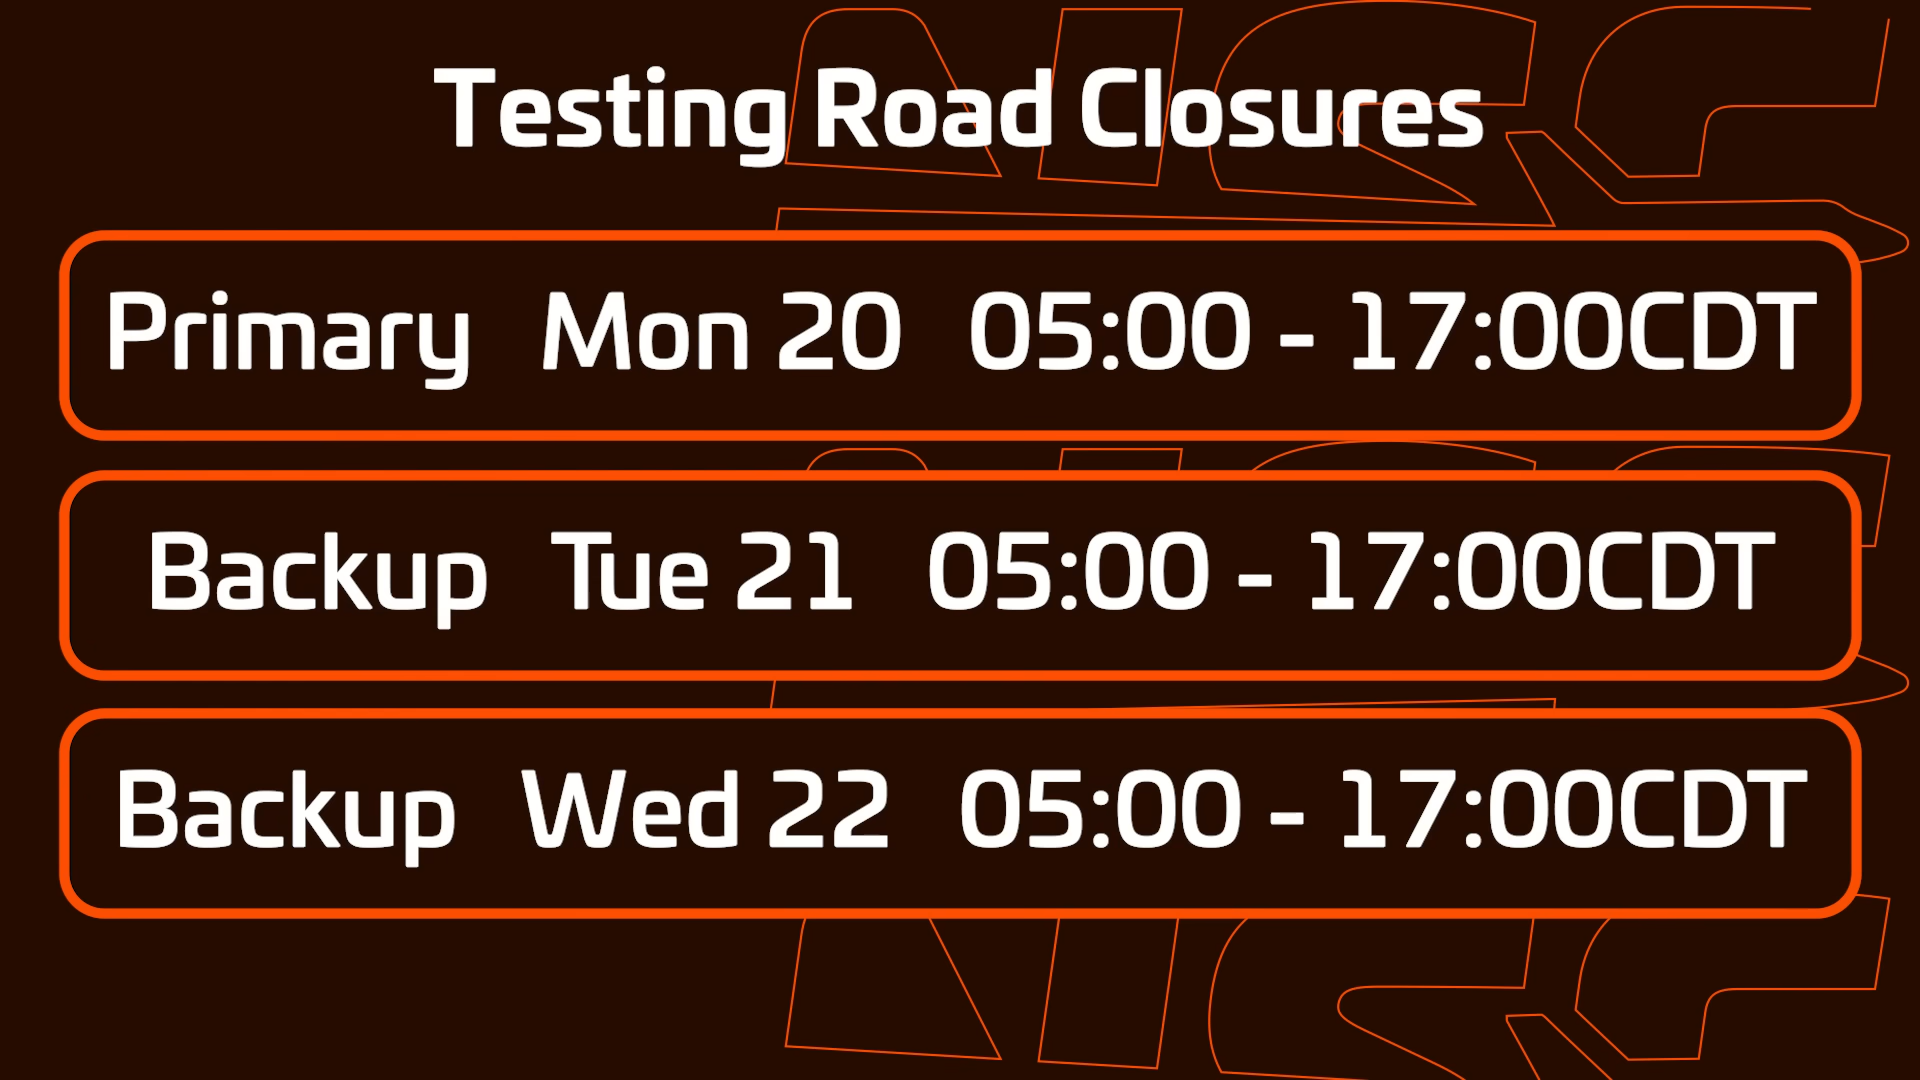 Testing Road Closures
Primary Mon 20 05:00 - 17:00CDT
Backup Tue 21 05:00 - 17:00CDT
Backup Wed 22 05:00 - 17:00CDT